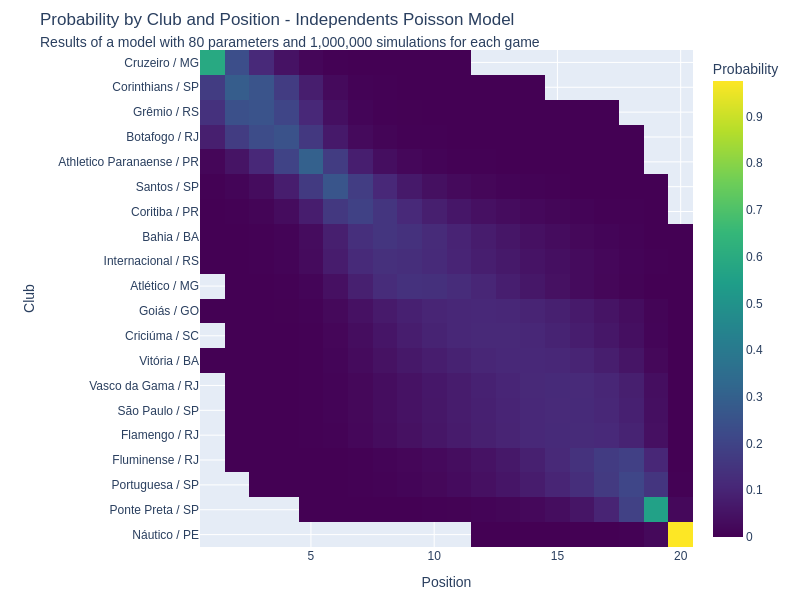 Probability by Club and Position - Independents Poisson Model
Results of a model with 80 parameters and 1,000,000 simulations for each game
Probability
Cruzeiro / MG
Corinthians / SP
Grêmio / RS
Botafogo / RJ
Athletico Paranaense / PR
Santos / SP
Coritiba / PR
Bahia / BA
Internacional / RS
Atlético / MG
Goiás / GO
Criciúma / SC
Vitória / BA
Vasco da Gama / RJ
São Paulo / SP
Flamengo / RJ
Fluminense / RJ
Portuguesa / SP
Ponte Preta / SP
Náutico / PE
Club
5
10
15
20
Position
0.9
0.8
0.7
0.6
0.5
0.4
0.3
0.2
0.1
0